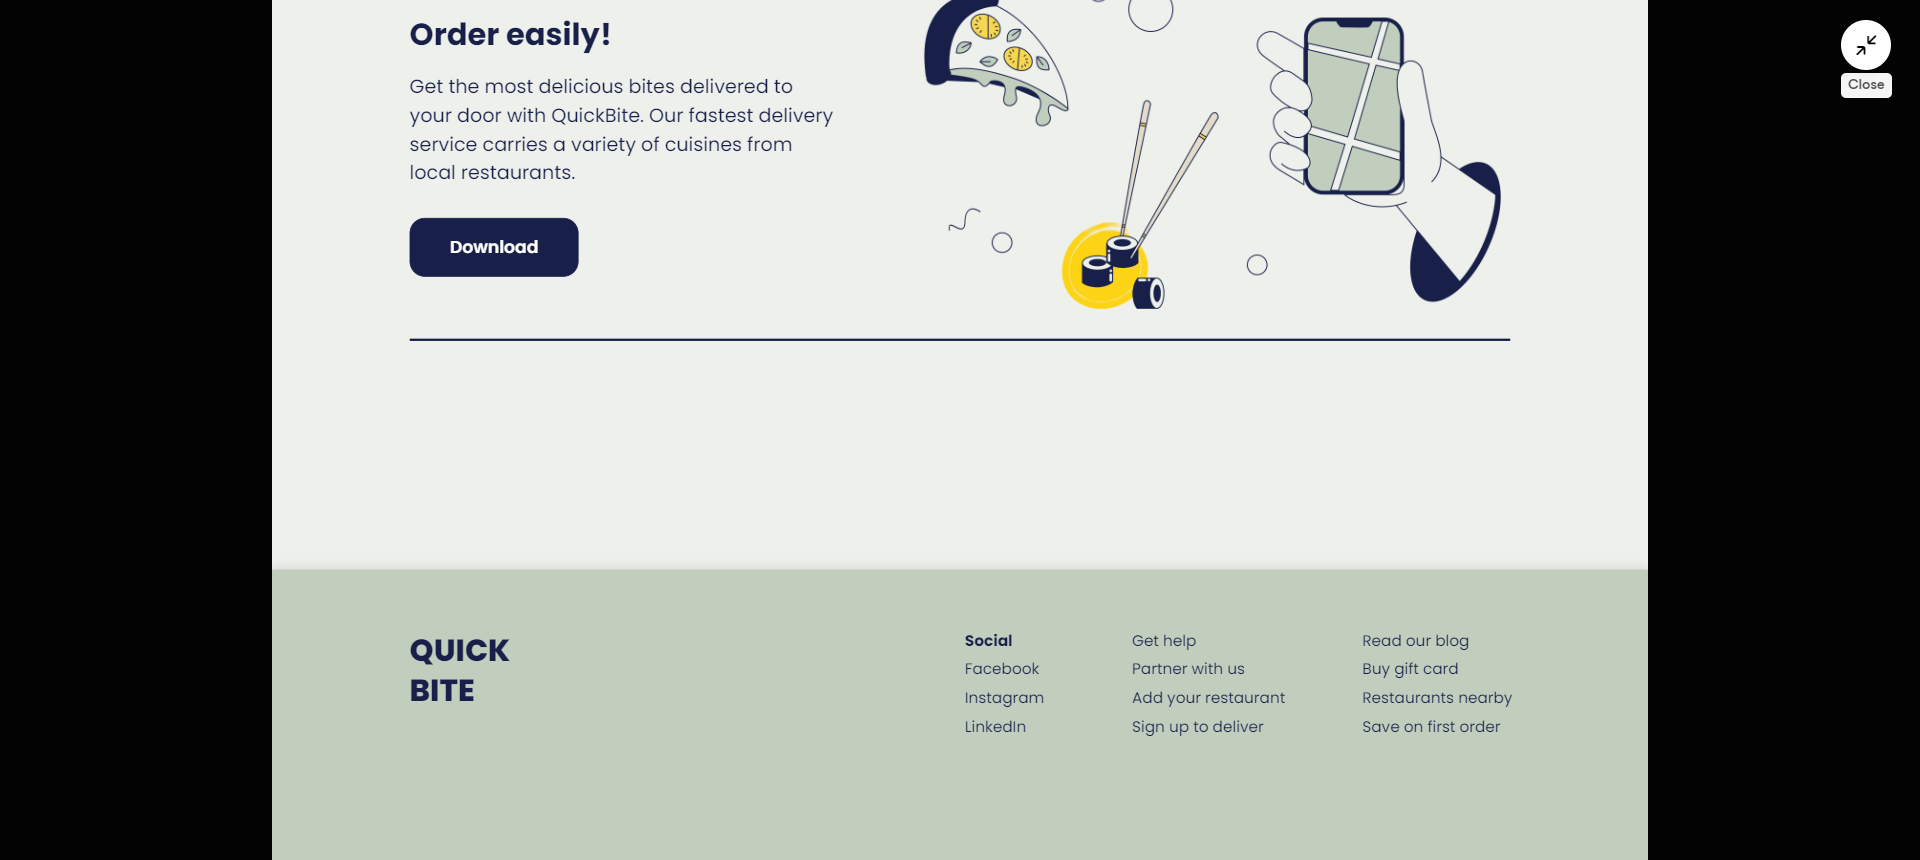 Order easily!
Get the most delicious bites delivered to
your door with QuickBite. Our fastest delivery
service carries a variety of cuisines from
local restaurants.
Download
Close
QUICK
BITE
Social
Facebook
Instagram
LinkedIn
Get help
Partner with us
Add your restaurant
Sign up to deliver
Read our blog
Buy gift card
Restaurants nearby
Save on first order